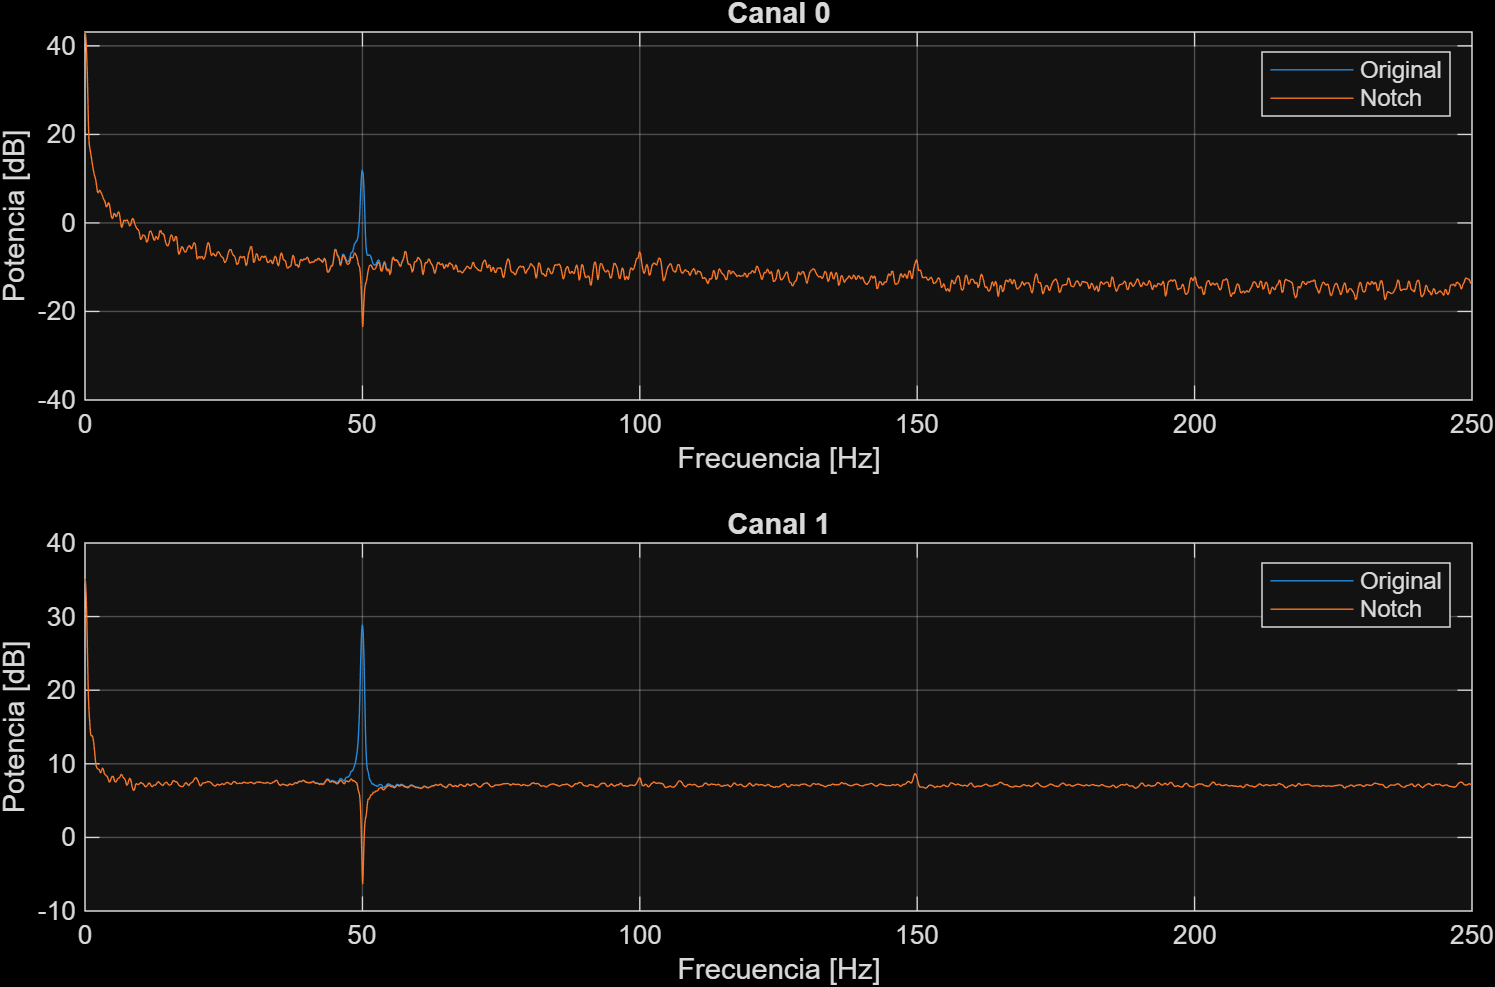 Canal 0
Original
Notch
40
20
0
-20
-40
Potencia [dB]
0 50 100 150 200 250
Frecuencia [Hz]
Canal 1
Original
Notch
40
30
20
10
0
-10
Potencia [dB]
0 50 100 150 200 250
Frecuencia [Hz]